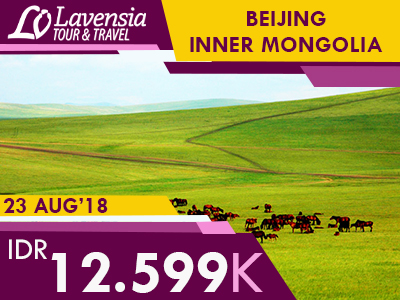 Lavensia
TOUR & TRAVEL
BEIJING
INNER MONGOLIA
23 AUG'18
IDR
12.599K